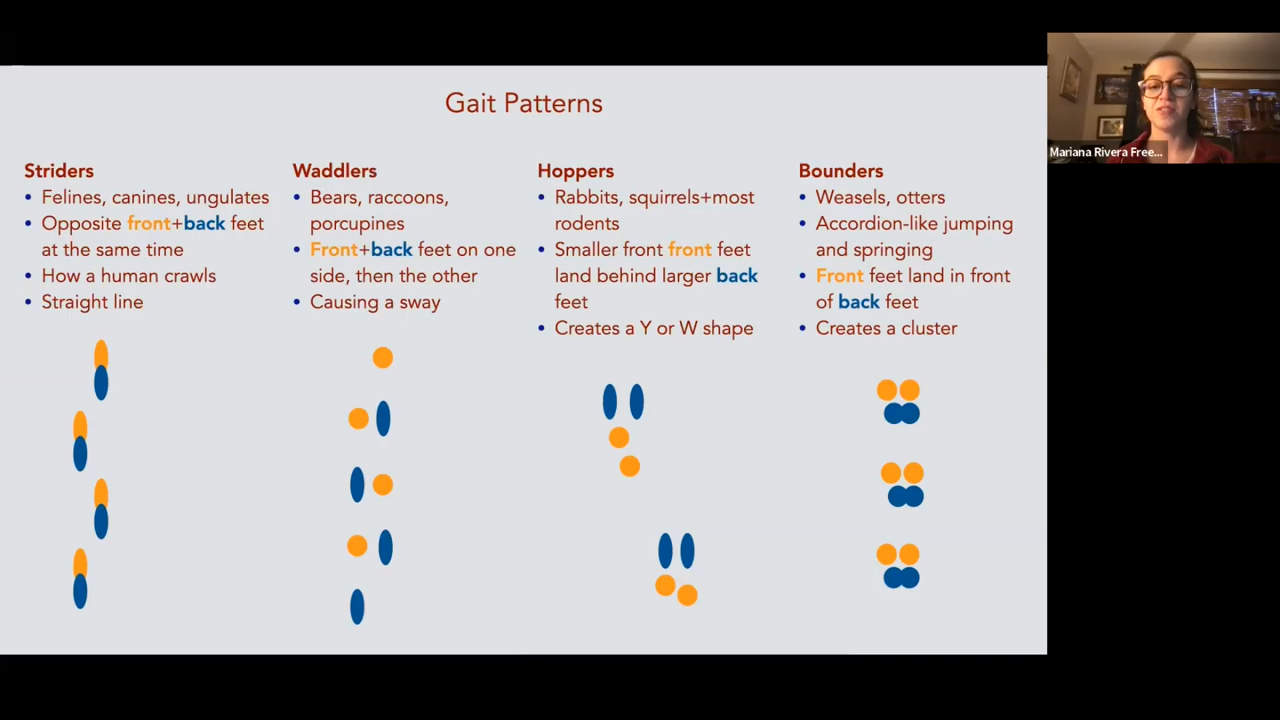 Gait Patterns
Striders
• Felines, canines, ungulates
• Opposite front+back feet
at the same time
• How a human crawls
• Straight line
Waddlers
• Bears, raccoons,
porcupines
• Front+back feet on one
side, then the other
• Causing a sway
Hoppers
• Rabbits, squirrels+most
rodents
• Smaller front front feet
land behind larger back
feet
• Creates a Y or W shape
Bounders
• Weasels, otters
• Accordion-like jumping
and springing
• Front feet land in front
of back feet
• Creates a cluster
Mariana Rivera Free...